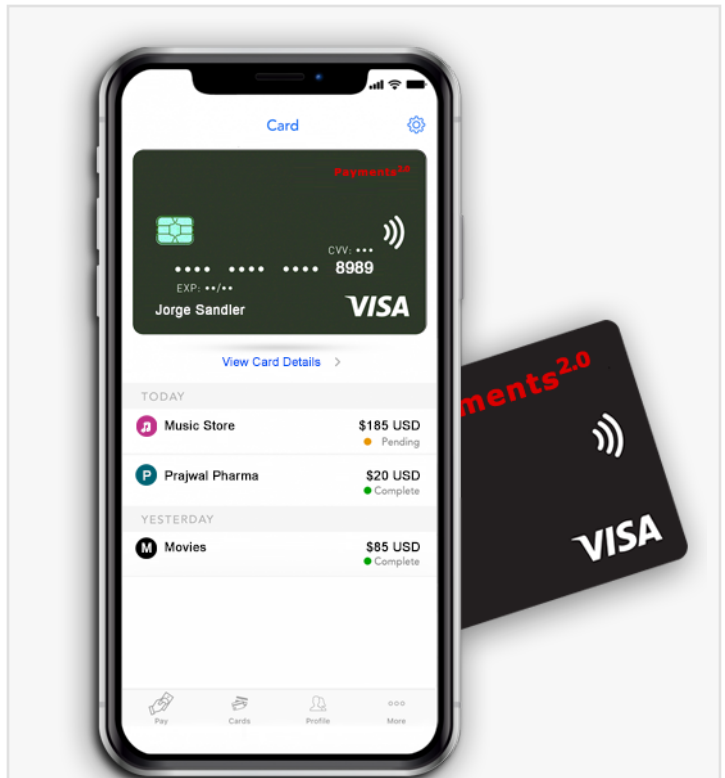 Card
Payments2.0
CVV: •••
•••• •••• •••• 8989
EXP: ••/••
Jorge Sandler
VISA
View Card Details >
TODAY
Music Store $185 USD
Pending
P Prajwal Pharma $20 USD
Complete
YESTERDAY
M Movies $85 USD
Complete
Pay Cards Profile More
ments2.0
VISA